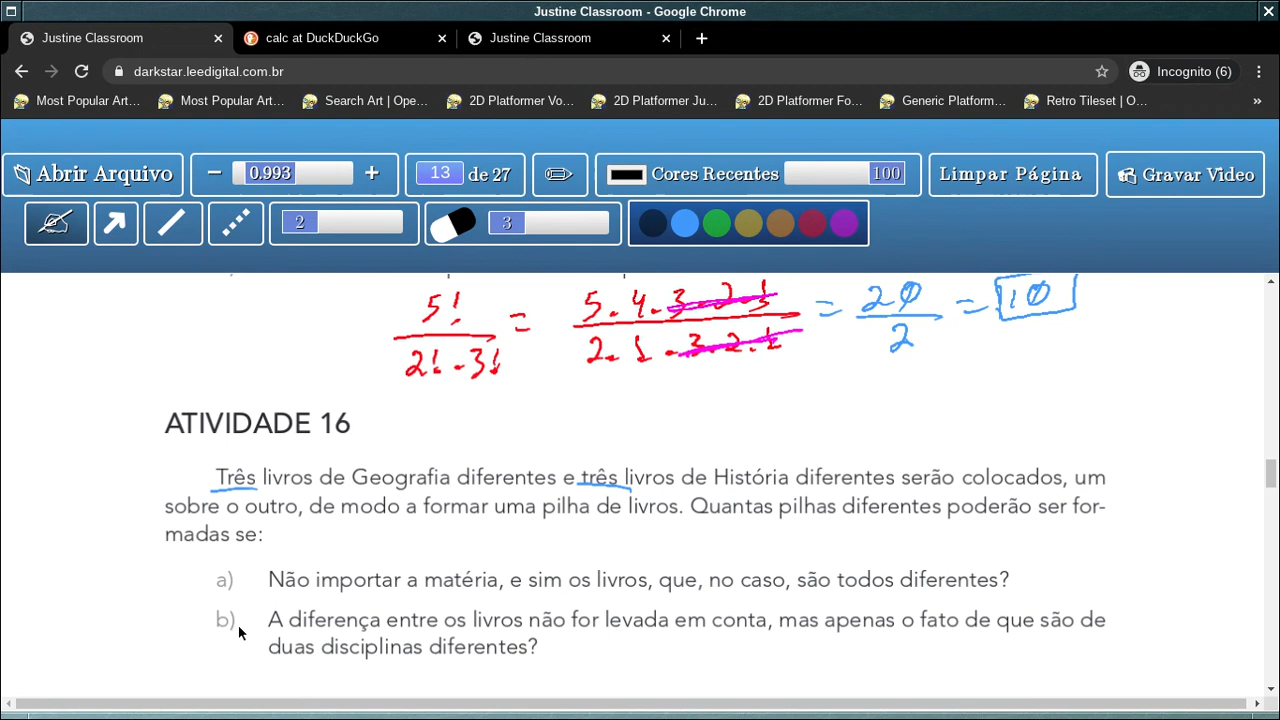 Justine Classroom - Google Chrome
Justine Classroom calc at DuckDuckGo Justine Classroom
darkstar.leedigital.com.br Incognito (6)
Most Popular Art... Most Popular Art... Search Art | Ope... 2D Platformer Vo... 2D Platformer Ju... 2D Platformer Fo... Generic Platform... Retro Tileset | O... »
Abrir Arquivo − 0.993 + 13 de 27 Cores Recentes 100 Limpar Página Gravar Video
2 3
5! / 2! . 3! = 5 . 4 . 3 . 2 . 1 / 2 . 1 . 3 . 2 . 1 = 20 / 2 = 10
ATIVIDADE 16
Três livros de Geografia diferentes e três livros de História diferentes serão colocados, um
sobre o outro, de modo a formar uma pilha de livros. Quantas pilhas diferentes poderão ser for-
madas se:
a) Não importar a matéria, e sim os livros, que, no caso, são todos diferentes?
b) A diferença entre os livros não for levada em conta, mas apenas o fato de que são de
duas disciplinas diferentes?